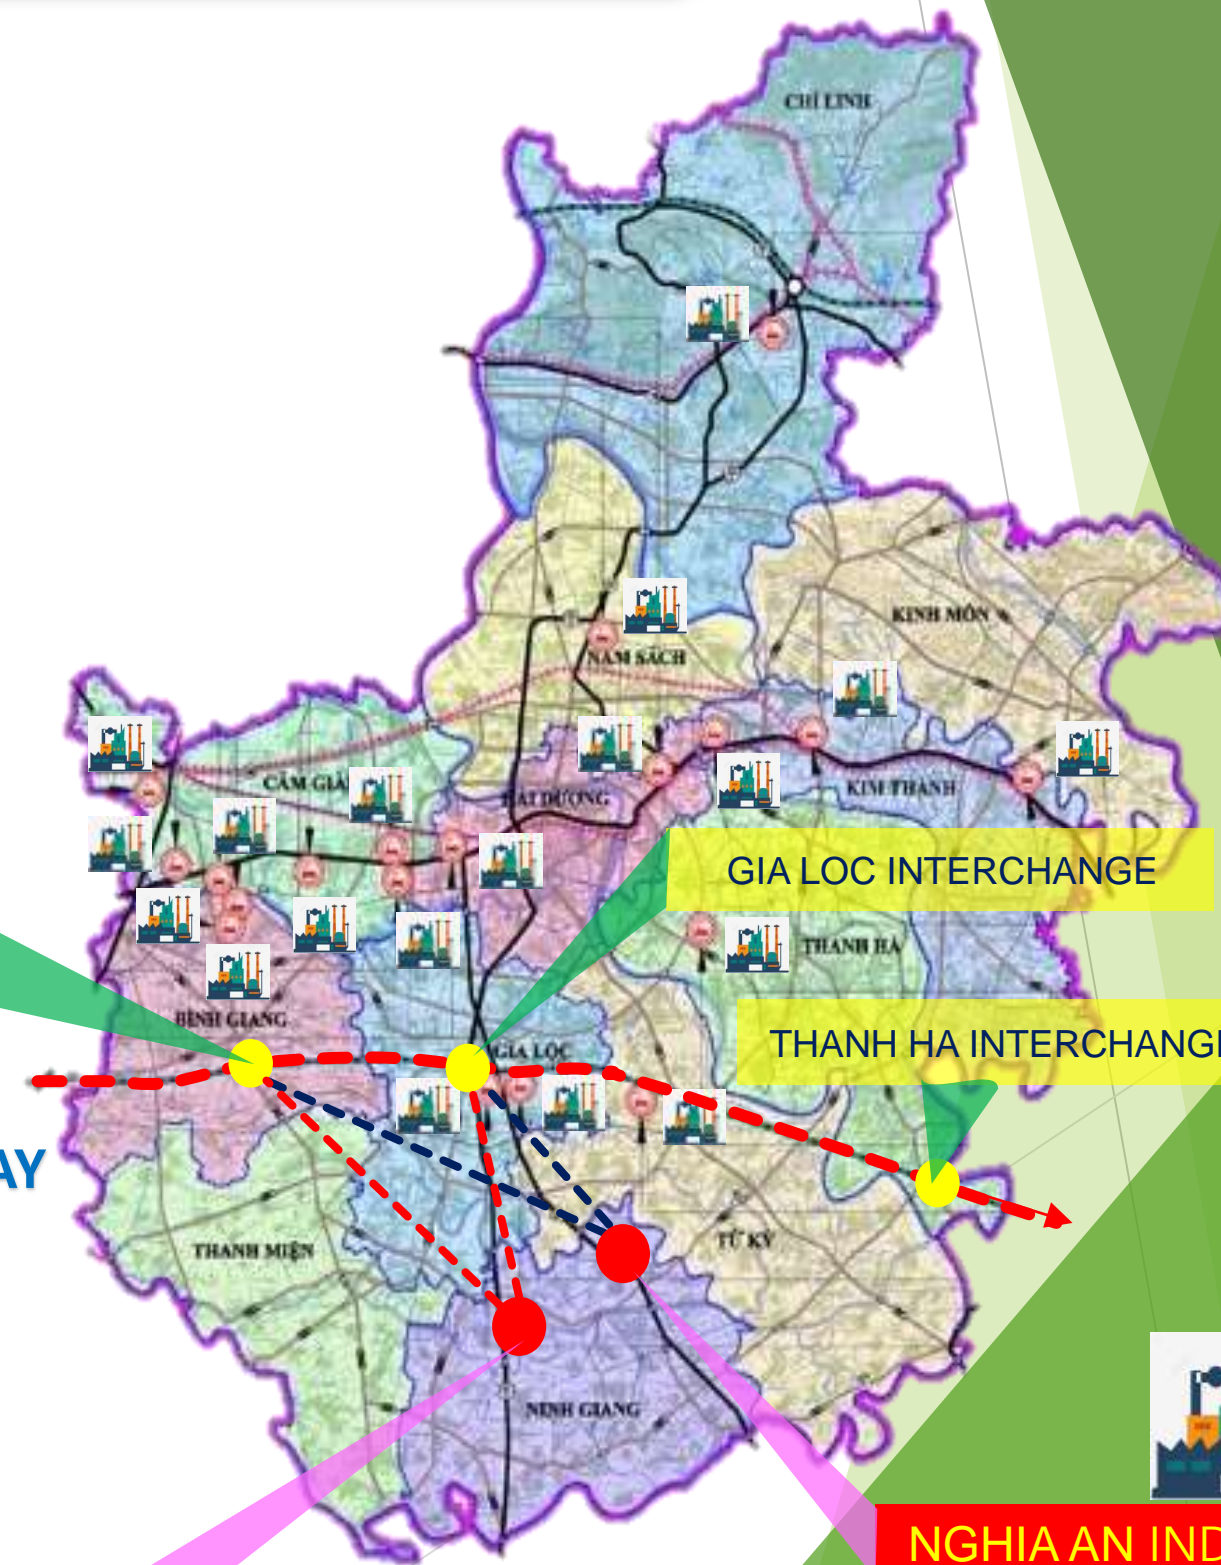 CHÍ LINH
KINH MÔN
NAM SÁCH
CẨM GIÀ
HẢI DƯƠNG
KIM THÀNH
GIA LOC INTERCHANGE
THANH HÀ
BÌNH GIANG
THANH HA INTERCHANGE
GIA LỘC
AY
TỨ KỲ
THANH MIỆN
NINH GIANG
NGHIA AN IND